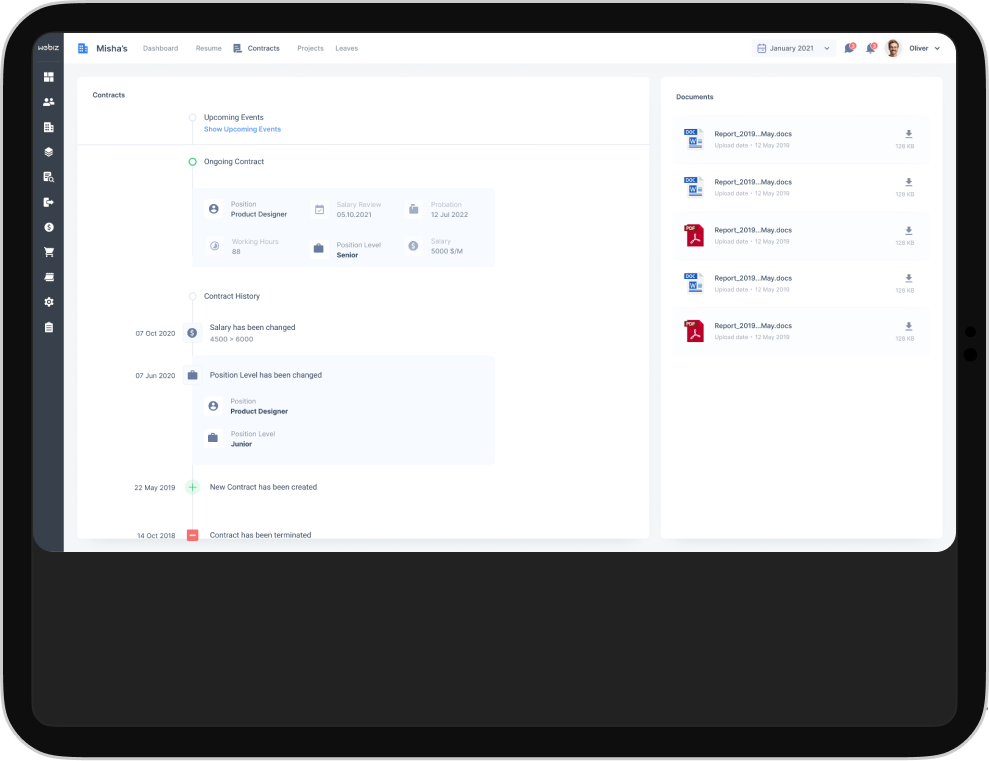 webiz
Misha's
Dashboard
Resume
Contracts
Projects
Leaves
January 2021
Oliver
Contracts
Upcoming Events
Show Upcoming Events
Ongoing Contract
Position
Product Designer
Salary Review
05.10.2021
Probation
12 Jul 2022
Working Hours
88
Position Level
Senior
Salary
5000 $/M
Contract History
07 Oct 2020
Salary has been changed
4500 > 6000
07 Jun 2020
Position Level has been changed
Position
Product Designer
Position Level
Junior
22 May 2019
New Contract has been created
14 Oct 2018
Contract has been terminated
Documents
DOC
W
Report_2019...May.docs
Upload date • 12 May 2019
128 KB
DOC
W
Report_2019...May.docs
Upload date • 12 May 2019
128 KB
PDF
Report_2019...May.docs
Upload date • 12 May 2019
128 KB
DOC
W
Report_2019...May.docs
Upload date • 12 May 2019
128 KB
PDF
Report_2019...May.docs
Upload date • 12 May 2019
128 KB